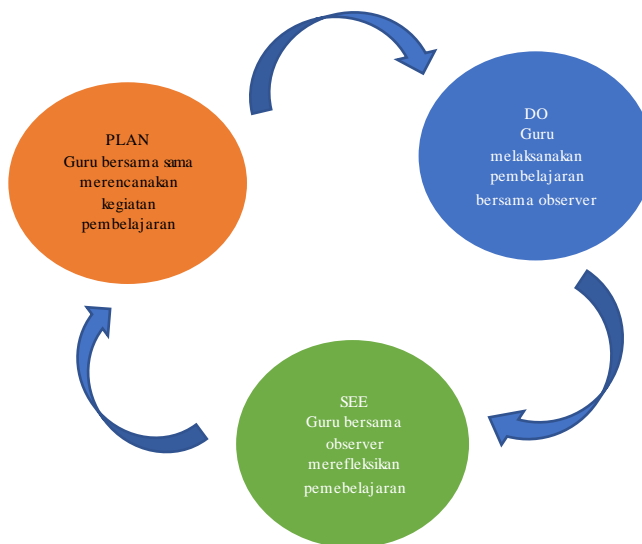 PLAN
Guru bersama sama
merencanakan
kegiatan
pembelajaran
DO
Guru
melaksanakan
pembelajaran
bersama observer
SEE
Guru bersama
observer
merefleksikan
pemebelajaran